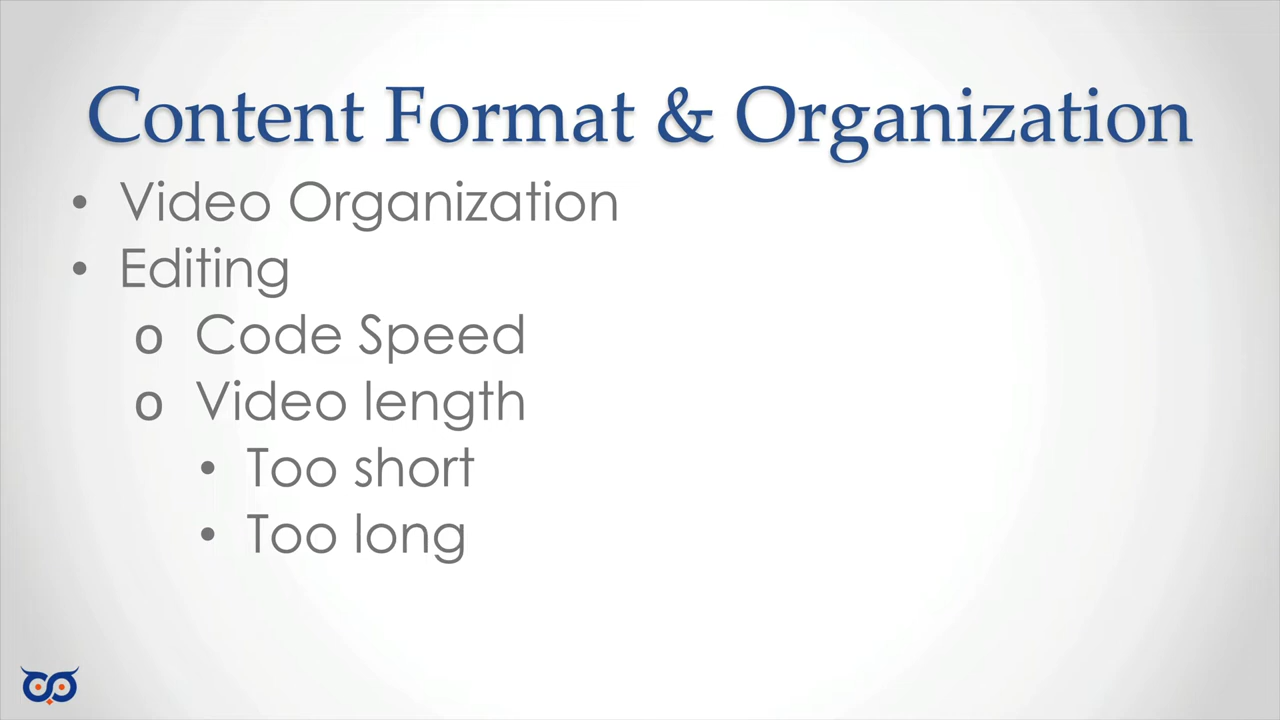 Content Format & Organization
• Video Organization
• Editing
o Code Speed
o Video length
• Too short
• Too long